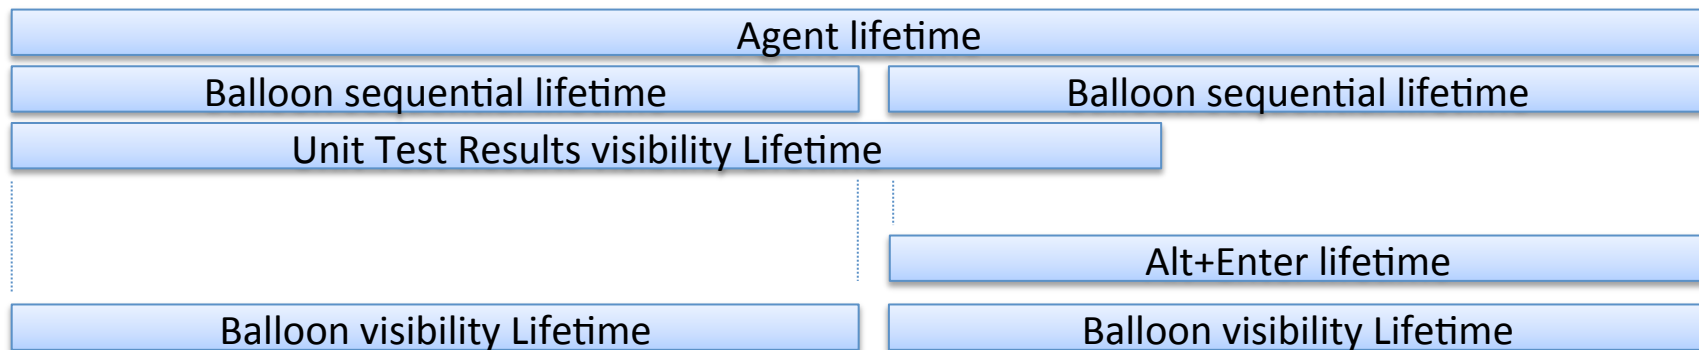 Agent lifetime
Balloon sequential lifetime
Balloon sequential lifetime
Unit Test Results visibility Lifetime
Alt+Enter lifetime
Balloon visibility Lifetime
Balloon visibility Lifetime